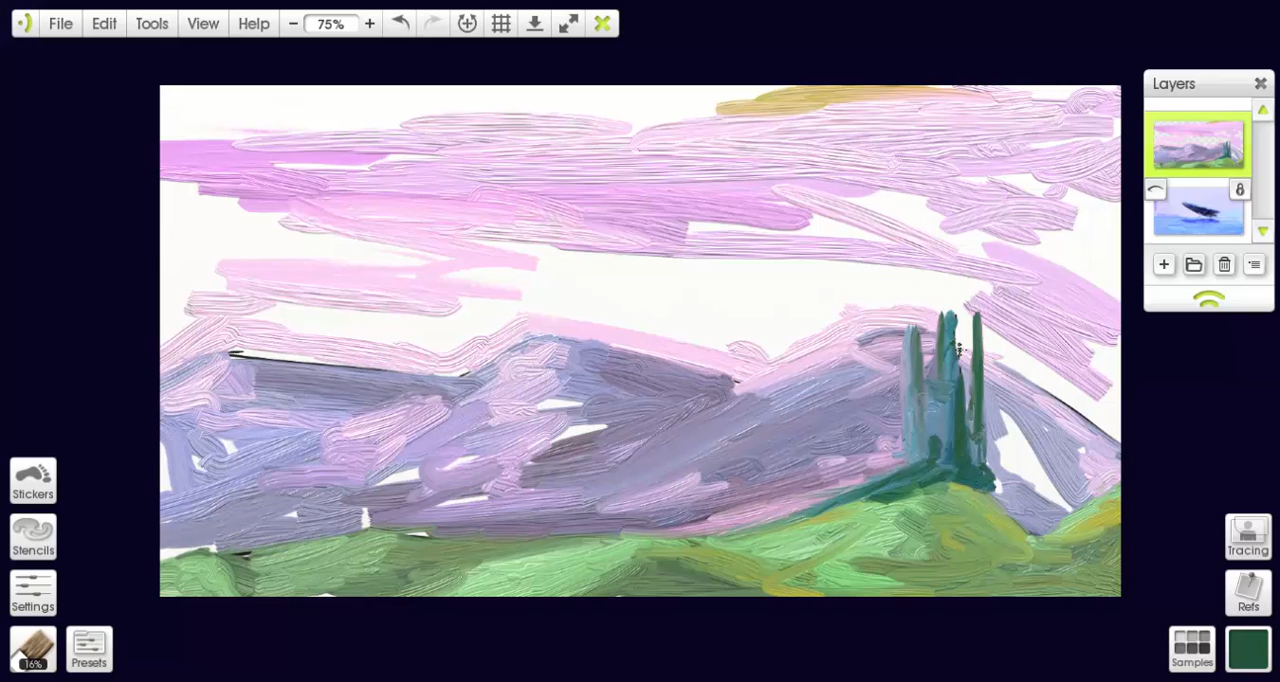 File Edit Tools View Help − 75% +
Layers
Stickers
Stencils
Settings
16%
Presets
Tracing
Refs
Samples